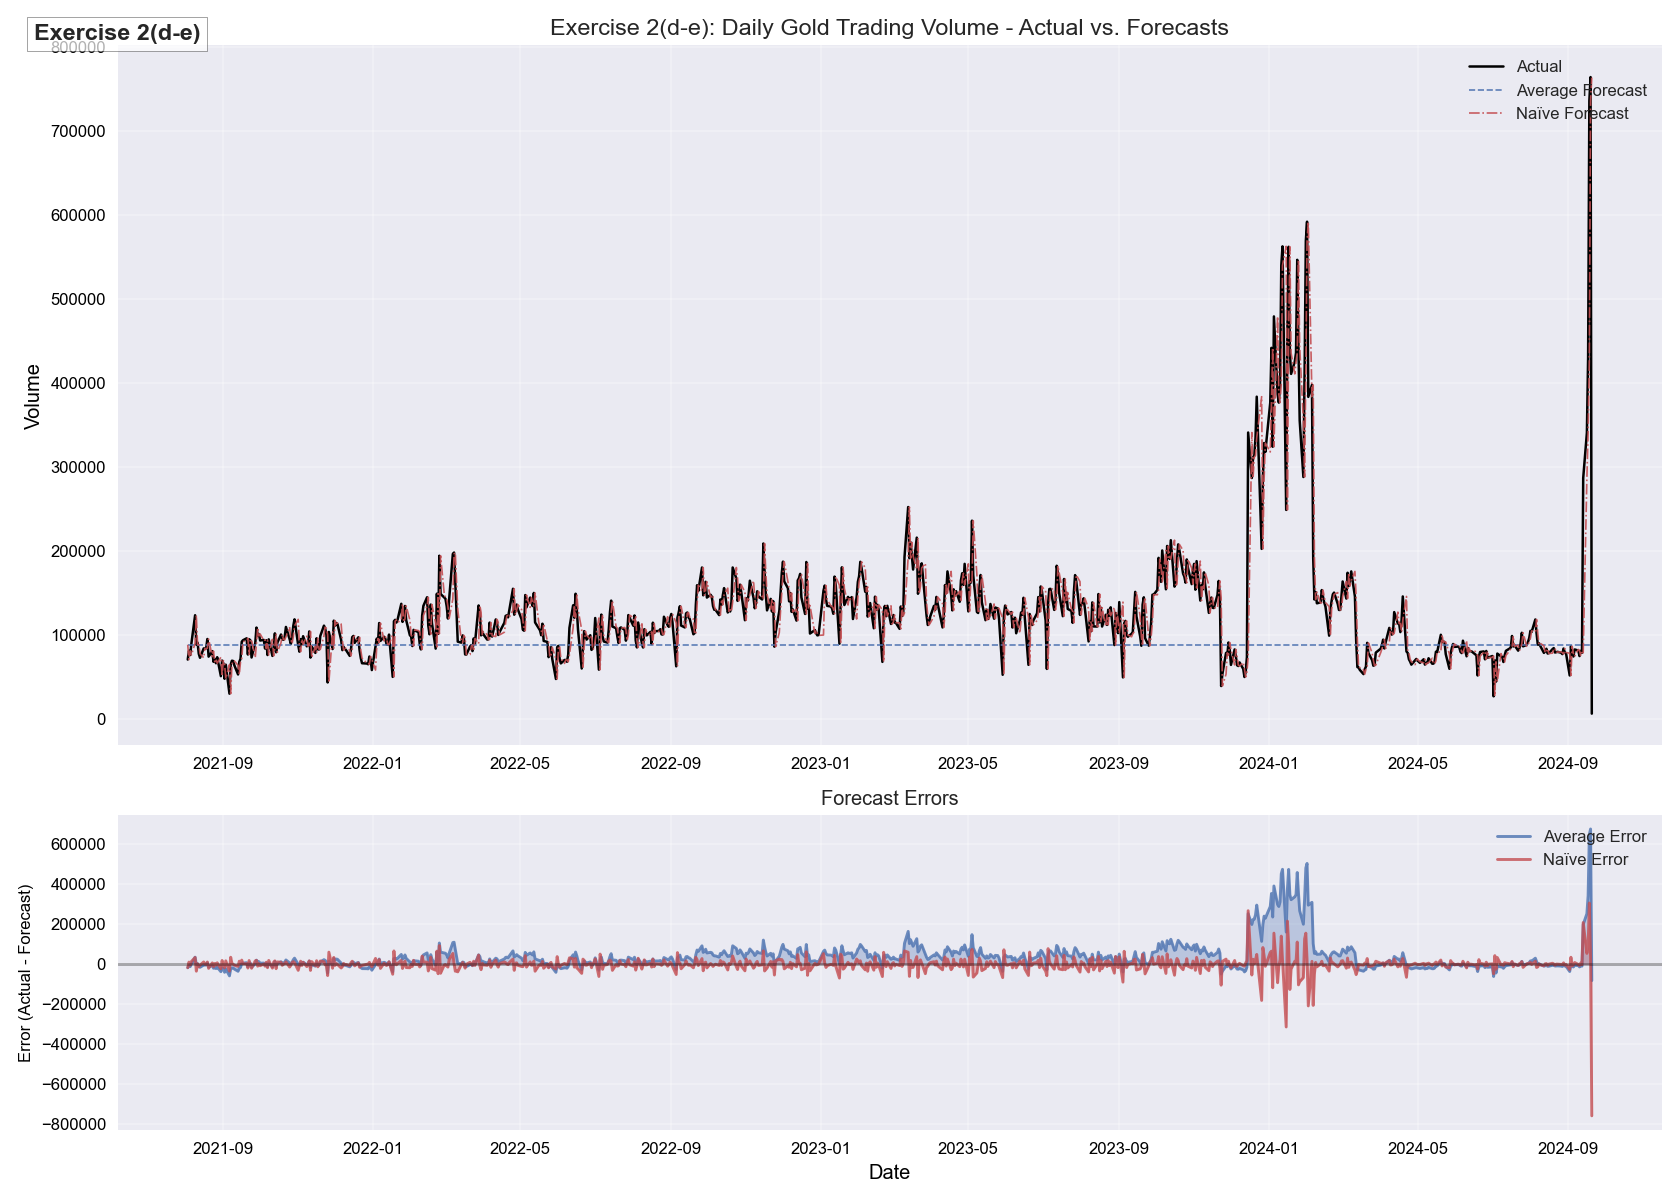 Exercise 2(d-e)
Exercise 2(d-e): Daily Gold Trading Volume - Actual vs. Forecasts
Actual
Average Forecast
Naïve Forecast
Volume
800000
700000
600000
500000
400000
300000
200000
100000
0
2021-09 2022-01 2022-05 2022-09 2023-01 2023-05 2023-09 2024-01 2024-05 2024-09
Forecast Errors
Average Error
Naïve Error
Error (Actual - Forecast)
600000
400000
200000
0
−200000
−400000
−600000
−800000
2021-09 2022-01 2022-05 2022-09 2023-01 2023-05 2023-09 2024-01 2024-05 2024-09
Date